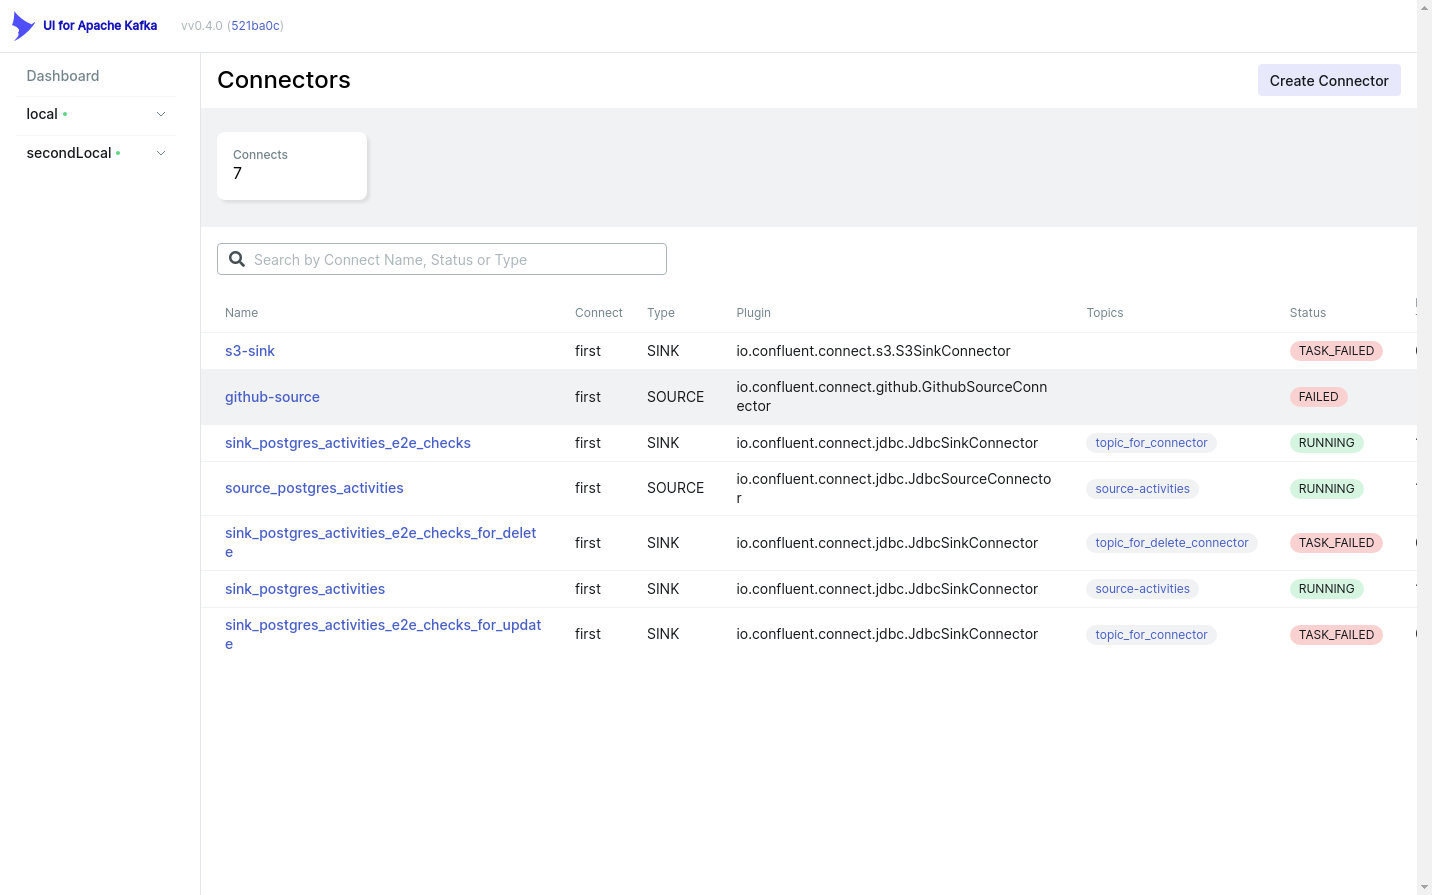 UI for Apache Kafka vv0.4.0 (521ba0c)
Dashboard
local
secondLocal
Connectors
Create Connector
Connects
7
Search by Connect Name, Status or Type
Name Connect Type Plugin Topics Status
s3-sink first SINK io.confluent.connect.s3.S3SinkConnector TASK_FAILED
github-source first SOURCE io.confluent.connect.github.GithubSourceConn
ector FAILED
sink_postgres_activities_e2e_checks first SINK io.confluent.connect.jdbc.JdbcSinkConnector topic_for_connector RUNNING
source_postgres_activities first SOURCE io.confluent.connect.jdbc.JdbcSourceConnecto
r source-activities RUNNING
sink_postgres_activities_e2e_checks_for_delet
e first SINK io.confluent.connect.jdbc.JdbcSinkConnector topic_for_delete_connector TASK_FAILED
sink_postgres_activities first SINK io.confluent.connect.jdbc.JdbcSinkConnector source-activities RUNNING
sink_postgres_activities_e2e_checks_for_updat
e first SINK io.confluent.connect.jdbc.JdbcSinkConnector topic_for_connector TASK_FAILED